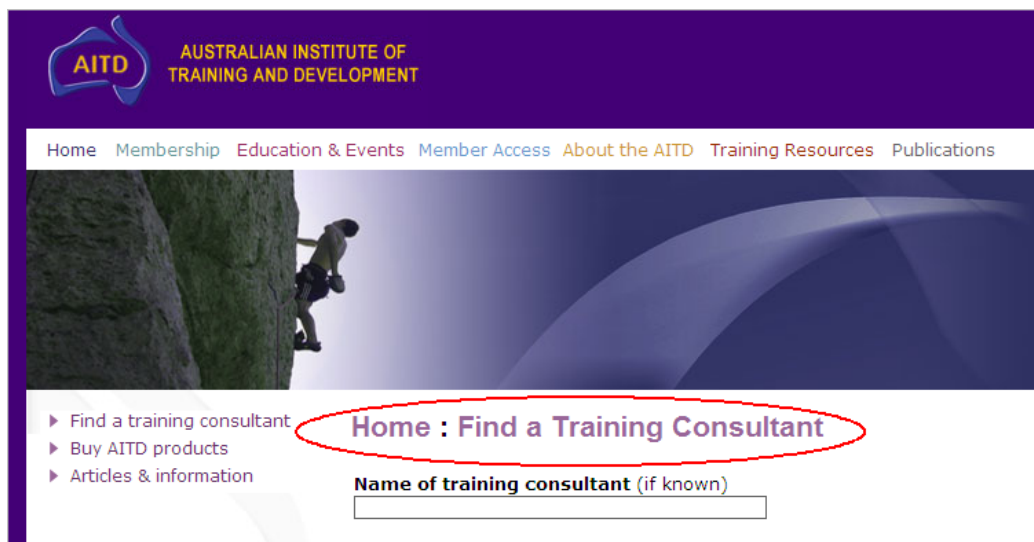 AITD
AUSTRALIAN INSTITUTE OF
TRAINING AND DEVELOPMENT
Home Membership Education & Events Member Access About the AITD Training Resources Publications
Find a training consultant
Buy AITD products
Articles & information
Home : Find a Training Consultant
Name of training consultant (if known)